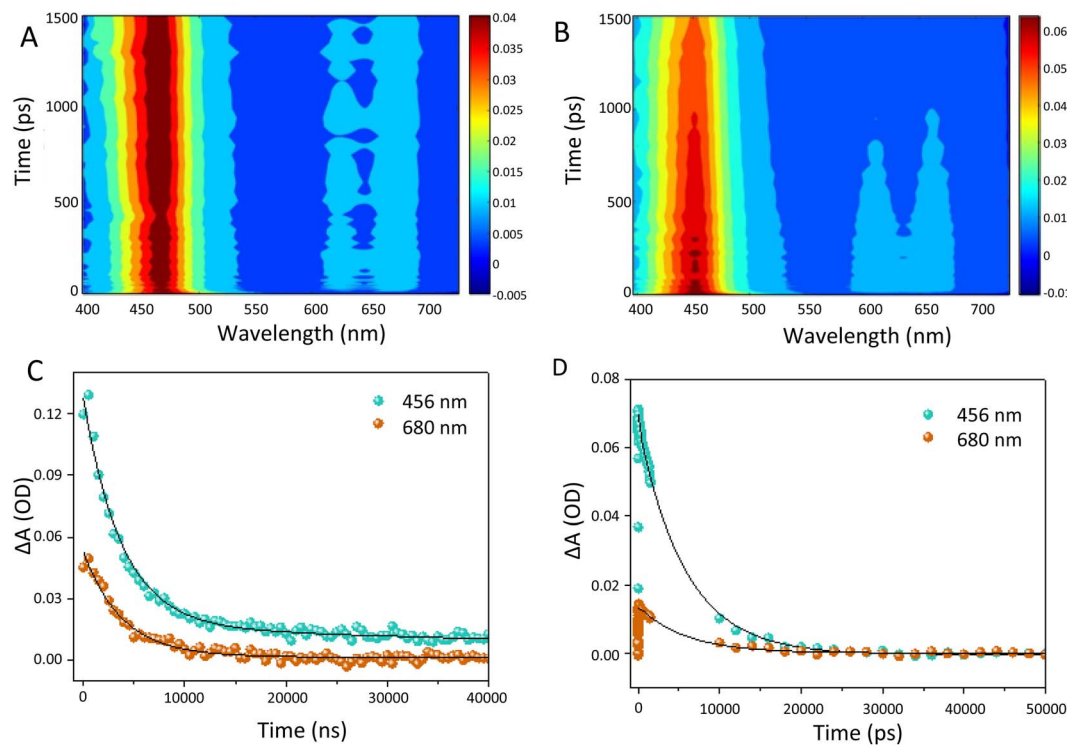 A
Time (ps)
1500
1000
500
0
400 450 500 600 650 700
Wavelength (nm)
0.04
0.035
0.03
0.025
0.02
0.015
0.01
0.005
0
-0.005
B
Time (ps)
1500
1000
500
0
400 450 500 600 650 700
Wavelength (nm)
0.06
0.05
0.04
0.03
0.02
0.01
0
-0.01
C
ΔA (OD)
0.12
0.09
0.06
0.03
0.00
456 nm
680 nm
0 10000 20000 30000 40000
Time (ns)
D
ΔA (OD)
0.08
0.06
0.04
0.02
0.00
456 nm
680 nm
0 10000 20000 30000 40000 50000
Time (ps)